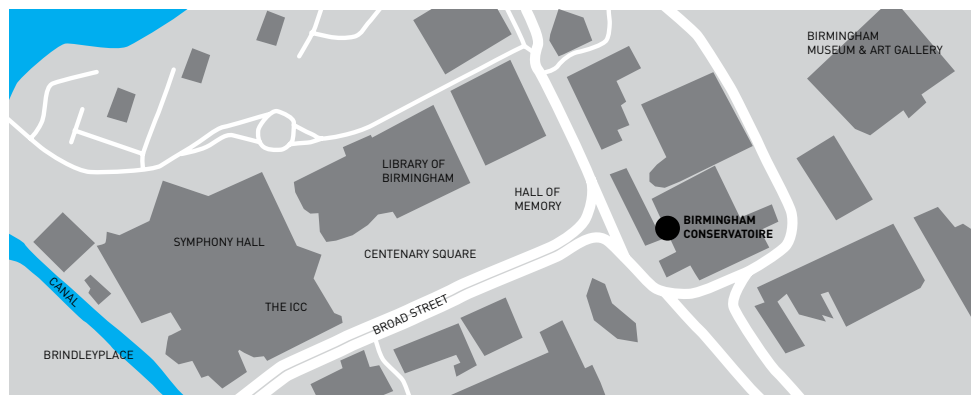 BIRMINGHAM
MUSEUM & ART GALLERY
LIBRARY OF
BIRMINGHAM
HALL OF
MEMORY
BIRMINGHAM
CONSERVATOIRE
SYMPHONY HALL
CENTENARY SQUARE
CANAL
THE ICC
BROAD STREET
BRINDLEYPLACE